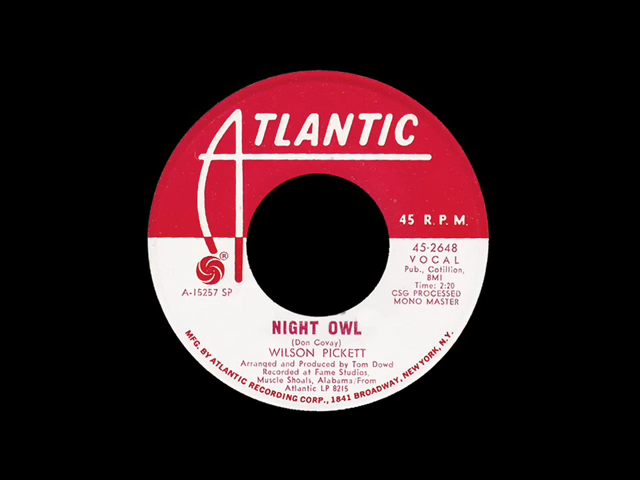 ATLANTIC
45 R.P.M.
®
45-2648
VOCAL
Pub., Cotillion,
BMI
Time: 2:20
CSG PROCESSED
MONO MASTER
A-15257 SP
NIGHT OWL
(Don Covay)
WILSON PICKETT
Arranged and Produced by Tom Dowd
Recorded at Fame Studios,
Muscle Shoals, Alabama/From
Atlantic LP 8215
MFG. BY ATLANTIC RECORDING CORP., 1841 BROADWAY, NEW YORK, N.Y.